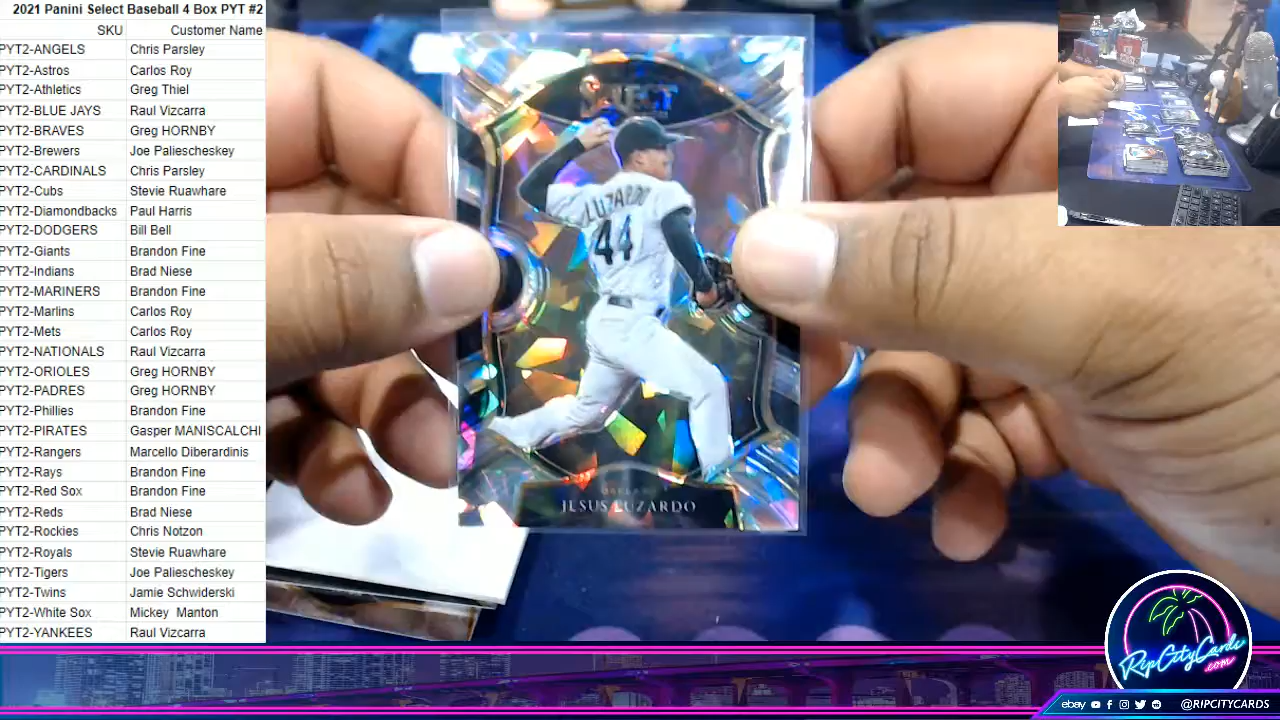 2021 Panini Select Baseball 4 Box PYT #2
SKU Customer Name
PYT2-ANGELS Chris Parsley
PYT2-Astros Carlos Roy
PYT2-Athletics Greg Thiel
PYT2-BLUE JAYS Raul Vizcarra
PYT2-BRAVES Greg HORNBY
PYT2-Brewers Joe Paliescheskey
PYT2-CARDINALS Chris Parsley
PYT2-Cubs Stevie Ruawhare
PYT2-Diamondbacks Paul Harris
PYT2-DODGERS Bill Bell
PYT2-Giants Brandon Fine
PYT2-Indians Brad Niese
PYT2-MARINERS Brandon Fine
PYT2-Marlins Carlos Roy
PYT2-Mets Carlos Roy
PYT2-NATIONALS Raul Vizcarra
PYT2-ORIOLES Greg HORNBY
PYT2-PADRES Greg HORNBY
PYT2-Phillies Brandon Fine
PYT2-PIRATES Gasper MANISCALCHI
PYT2-Rangers Marcello Diberardinis
PYT2-Rays Brandon Fine
PYT2-Red Sox Brandon Fine
PYT2-Reds Brad Niese
PYT2-Rockies Chris Notzon
PYT2-Royals Stevie Ruawhare
PYT2-Tigers Joe Paliescheskey
PYT2-Twins Jamie Schwiderski
PYT2-White Sox Mickey Manton
PYT2-YANKEES Raul Vizcarra
SELECT
LUZARDO
44
JESUS LUZARDO
RipCityCards
.com
ebay @RIPCITYCARDS